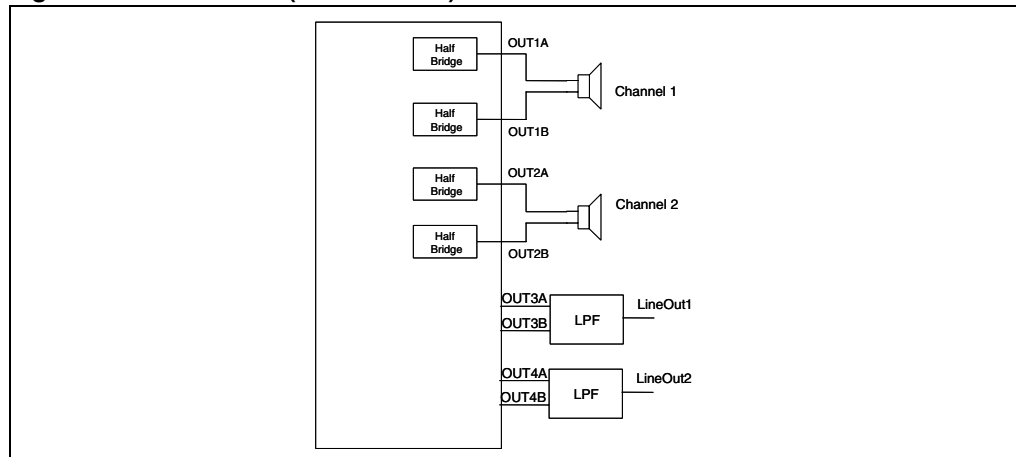 Half
Bridge
OUT1A
Channel 1
Half
Bridge
OUT1B
Half
Bridge
OUT2A
Channel 2
Half
Bridge
OUT2B
OUT3A
LPF
LineOut1
OUT3B
OUT4A
LPF
LineOut2
OUT4B